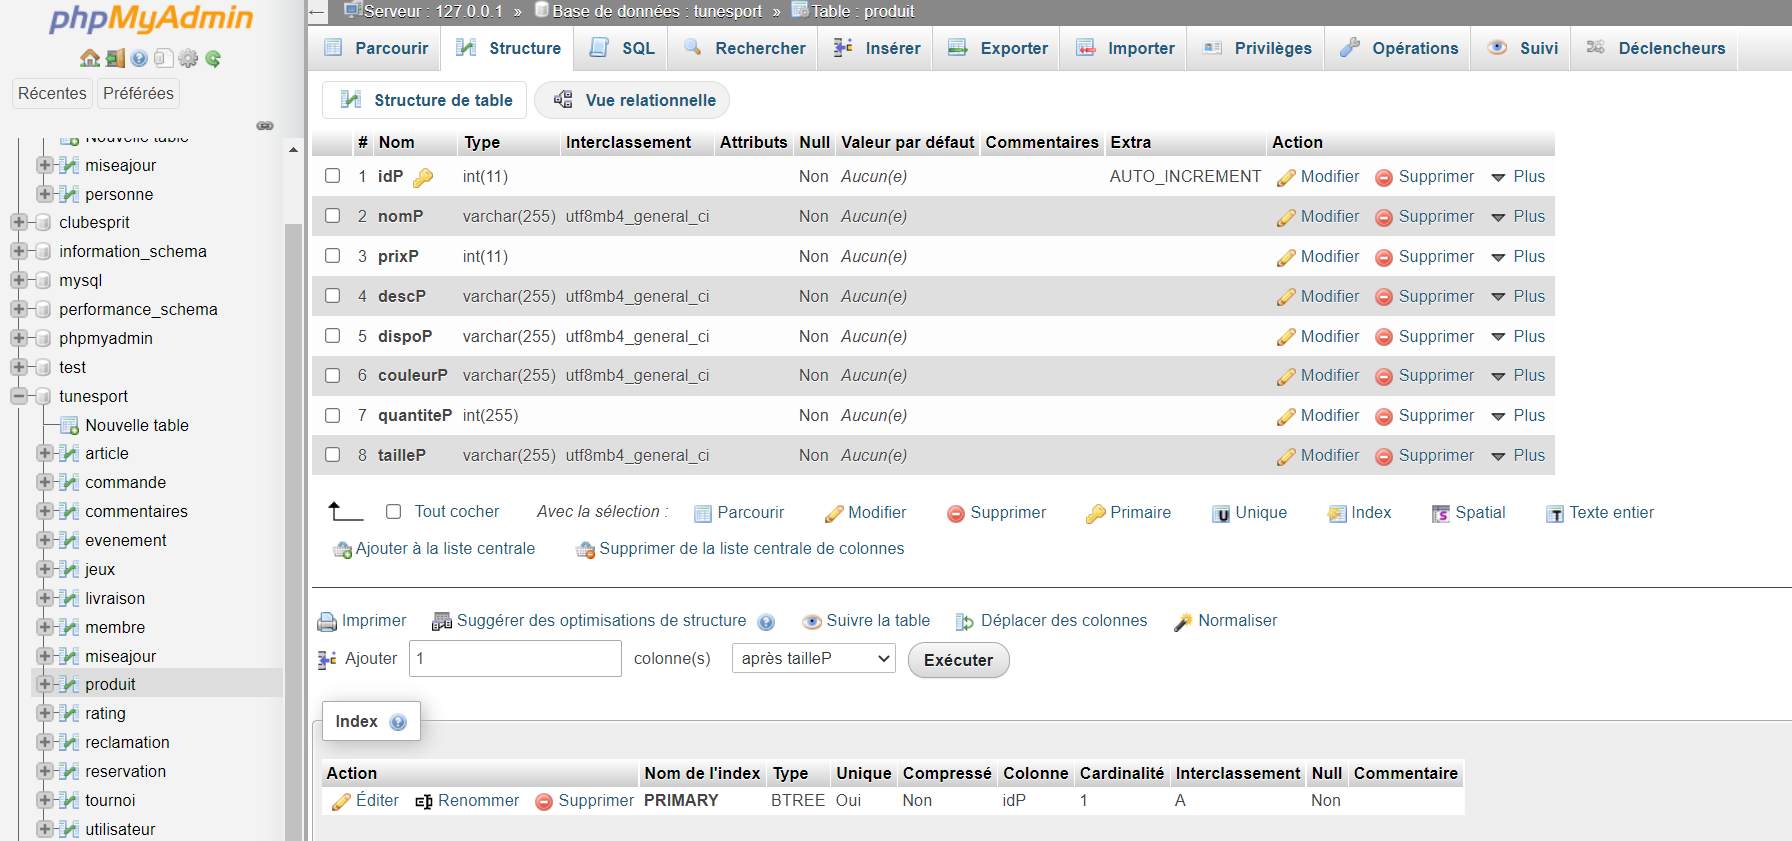 phpMyAdmin
Récentes Préférées
Nouvelle table
miseajour
personne
clubesprit
information_schema
mysql
performance_schema
phpmyadmin
test
tunesport
Nouvelle table
article
commande
commentaires
evenement
jeux
livraison
membre
miseajour
produit
rating
reclamation
reservation
tournoi
utilisateur
Serveur : 127.0.0.1 » Base de données : tunesport » Table : produit
Parcourir Structure SQL Rechercher Insérer Exporter Importer Privilèges Opérations Suivi Déclencheurs
Structure de table Vue relationnelle
# Nom Type Interclassement Attributs Null Valeur par défaut Commentaires Extra Action
1 idP int(11) Non Aucun(e) AUTO_INCREMENT Modifier Supprimer Plus
2 nomP varchar(255) utf8mb4_general_ci Non Aucun(e) Modifier Supprimer Plus
3 prixP int(11) Non Aucun(e) Modifier Supprimer Plus
4 descP varchar(255) utf8mb4_general_ci Non Aucun(e) Modifier Supprimer Plus
5 dispoP varchar(255) utf8mb4_general_ci Non Aucun(e) Modifier Supprimer Plus
6 couleurP varchar(255) utf8mb4_general_ci Non Aucun(e) Modifier Supprimer Plus
7 quantiteP int(255) Non Aucun(e) Modifier Supprimer Plus
8 tailleP varchar(255) utf8mb4_general_ci Non Aucun(e) Modifier Supprimer Plus
Tout cocher Avec la sélection : Parcourir Modifier Supprimer Primaire Unique Index Spatial Texte entier
Ajouter à la liste centrale Supprimer de la liste centrale de colonnes
Imprimer Suggérer des optimisations de structure Suivre la table Déplacer des colonnes Normaliser
Ajouter 1 colonne(s) après tailleP Exécuter
Index
Action Nom de l'index Type Unique Compressé Colonne Cardinalité Interclassement Null Commentaire
Éditer Renommer Supprimer PRIMARY BTREE Oui Non idP 1 A Non